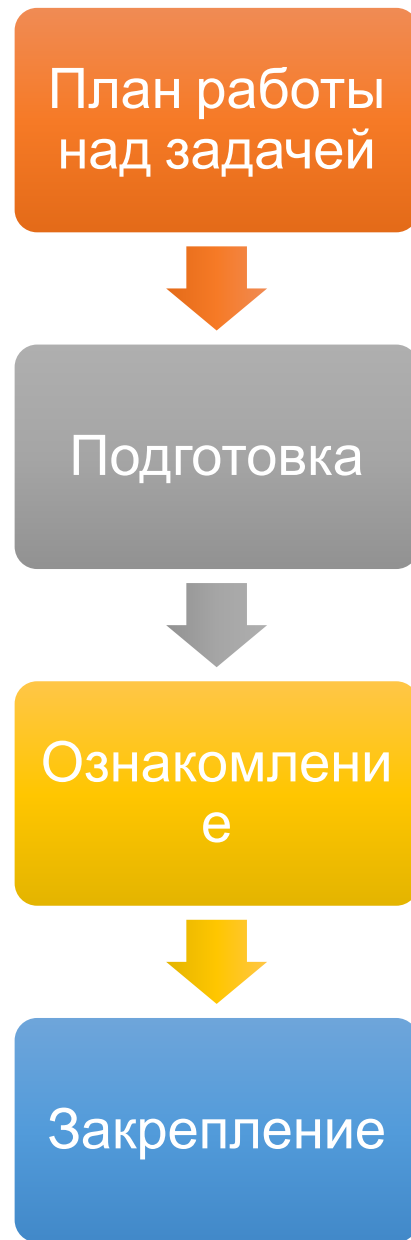 План работы
над задачей
Подготовка
Ознакомлени
е
Закрепление